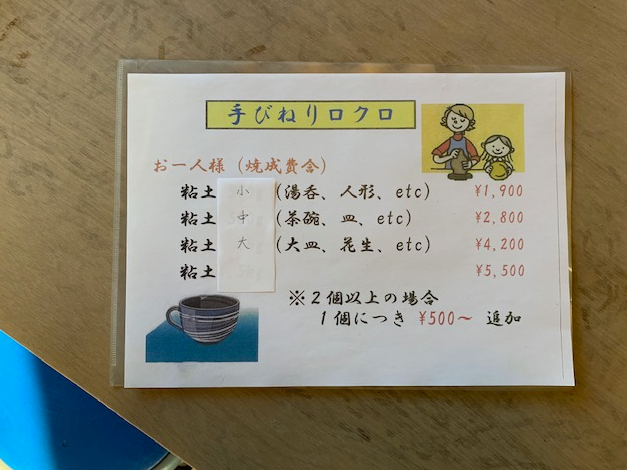 手びねりロクロ
お一人様（焼成費含）
粘土 小 （湯呑、人形、etc） ¥1,900
粘土 中 （茶碗、皿、etc） ¥2,800
粘土 大 （大皿、花生、etc） ¥4,200
粘土 ¥5,500
※２個以上の場合
１個につき ¥500～ 追加